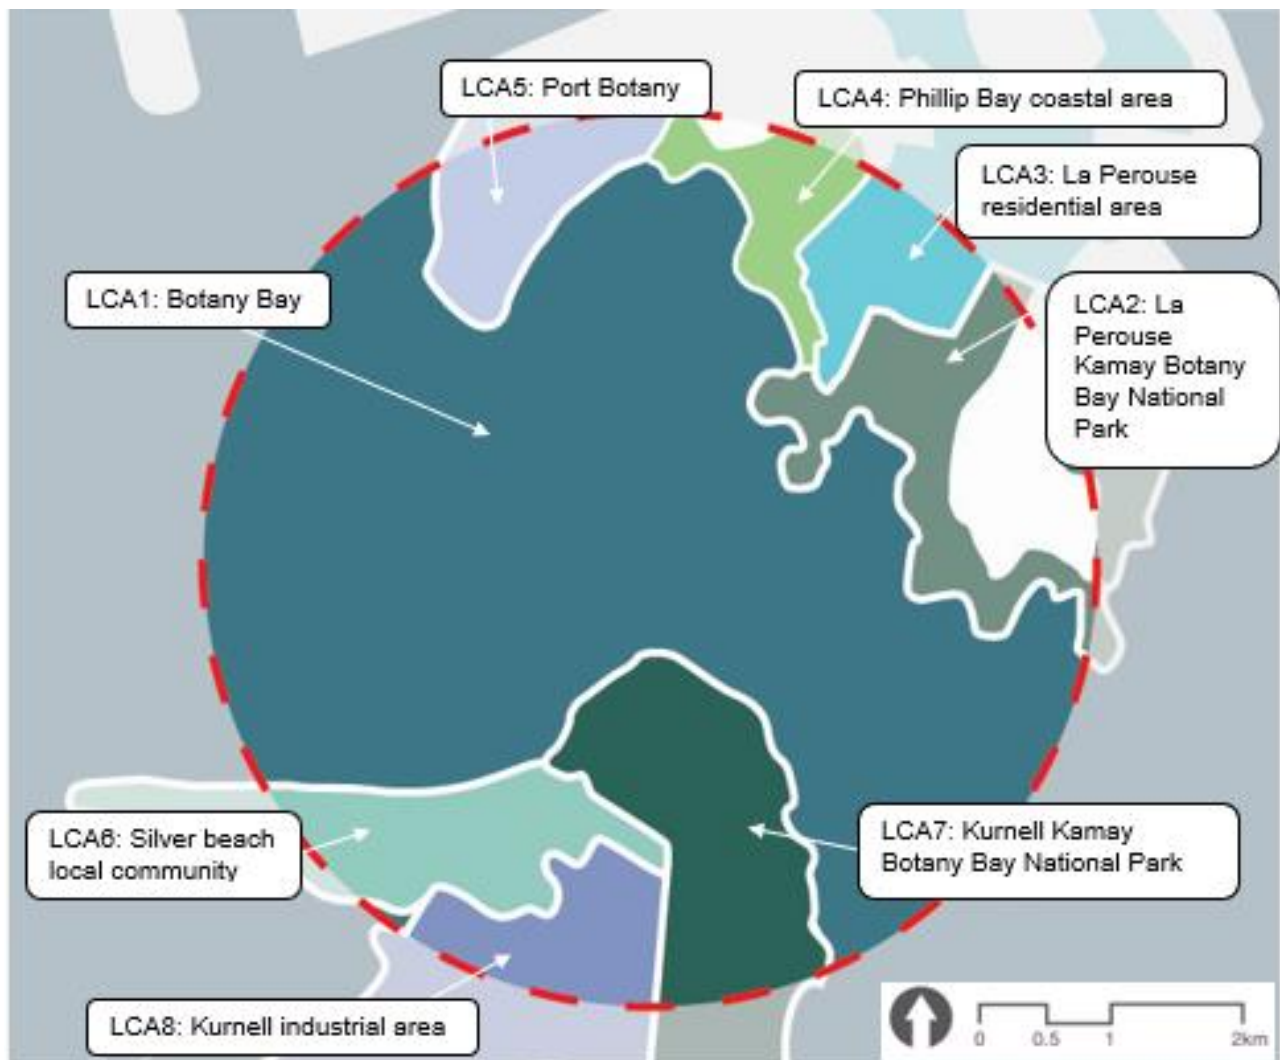 LCA5: Port Botany
LCA4: Phillip Bay coastal area
LCA3: La Perouse
residential area
LCA1: Botany Bay
LCA2: La
Perouse
Kamay Botany
Bay National
Park
LCA6: Silver beach
local community
LCA7: Kurnell Kamay
Botany Bay National Park
LCA8: Kurnell industrial area
0 0.5 1 2km